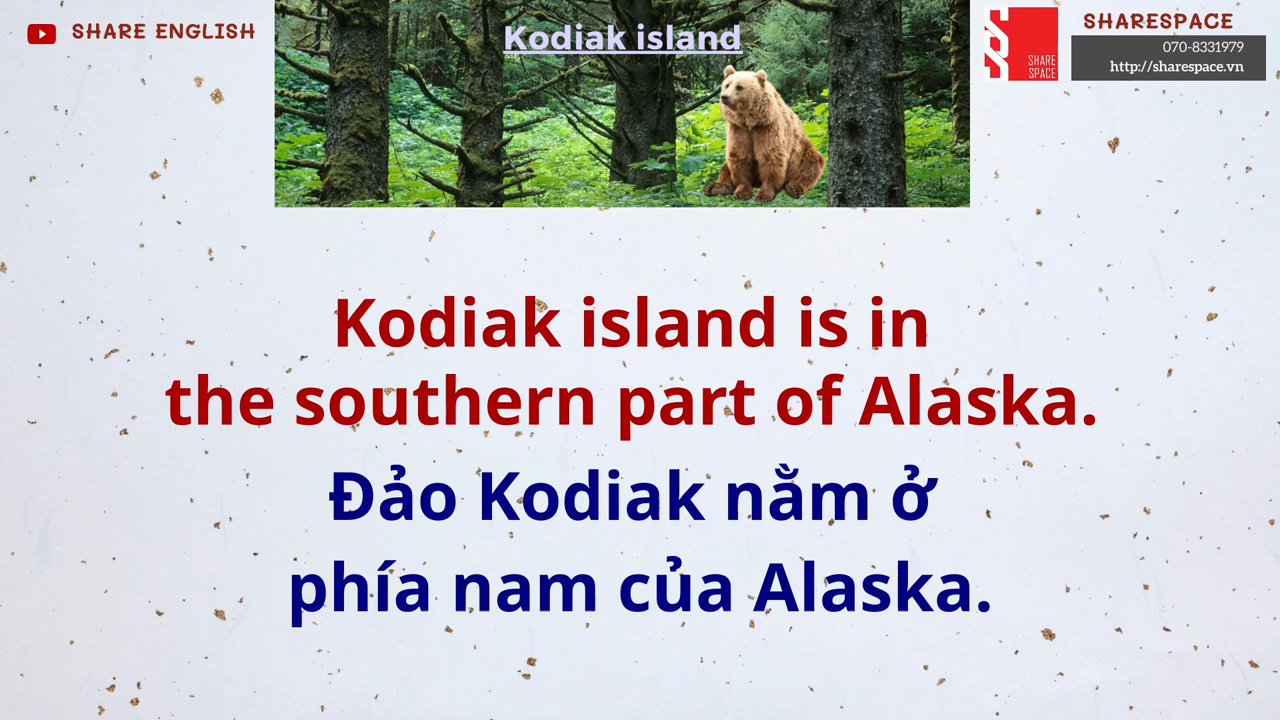 SHARE ENGLISH
Kodiak island
SHARE
SPACE
SHARESPACE
070-8331979
http://sharespace.vn
Kodiak island is in
the southern part of Alaska.
Đảo Kodiak nằm ở
phía nam của Alaska.